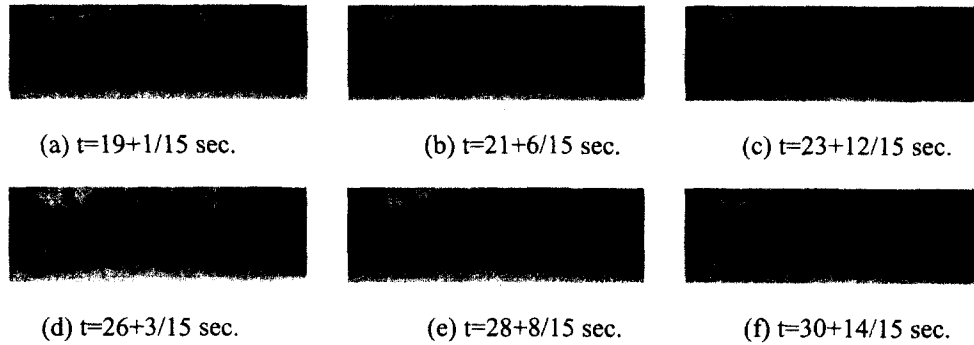 (a) t=19+1/15 sec.
(b) t=21+6/15 sec.
(c) t=23+12/15 sec.
(d) t=26+3/15 sec.
(e) t=28+8/15 sec.
(f) t=30+14/15 sec.